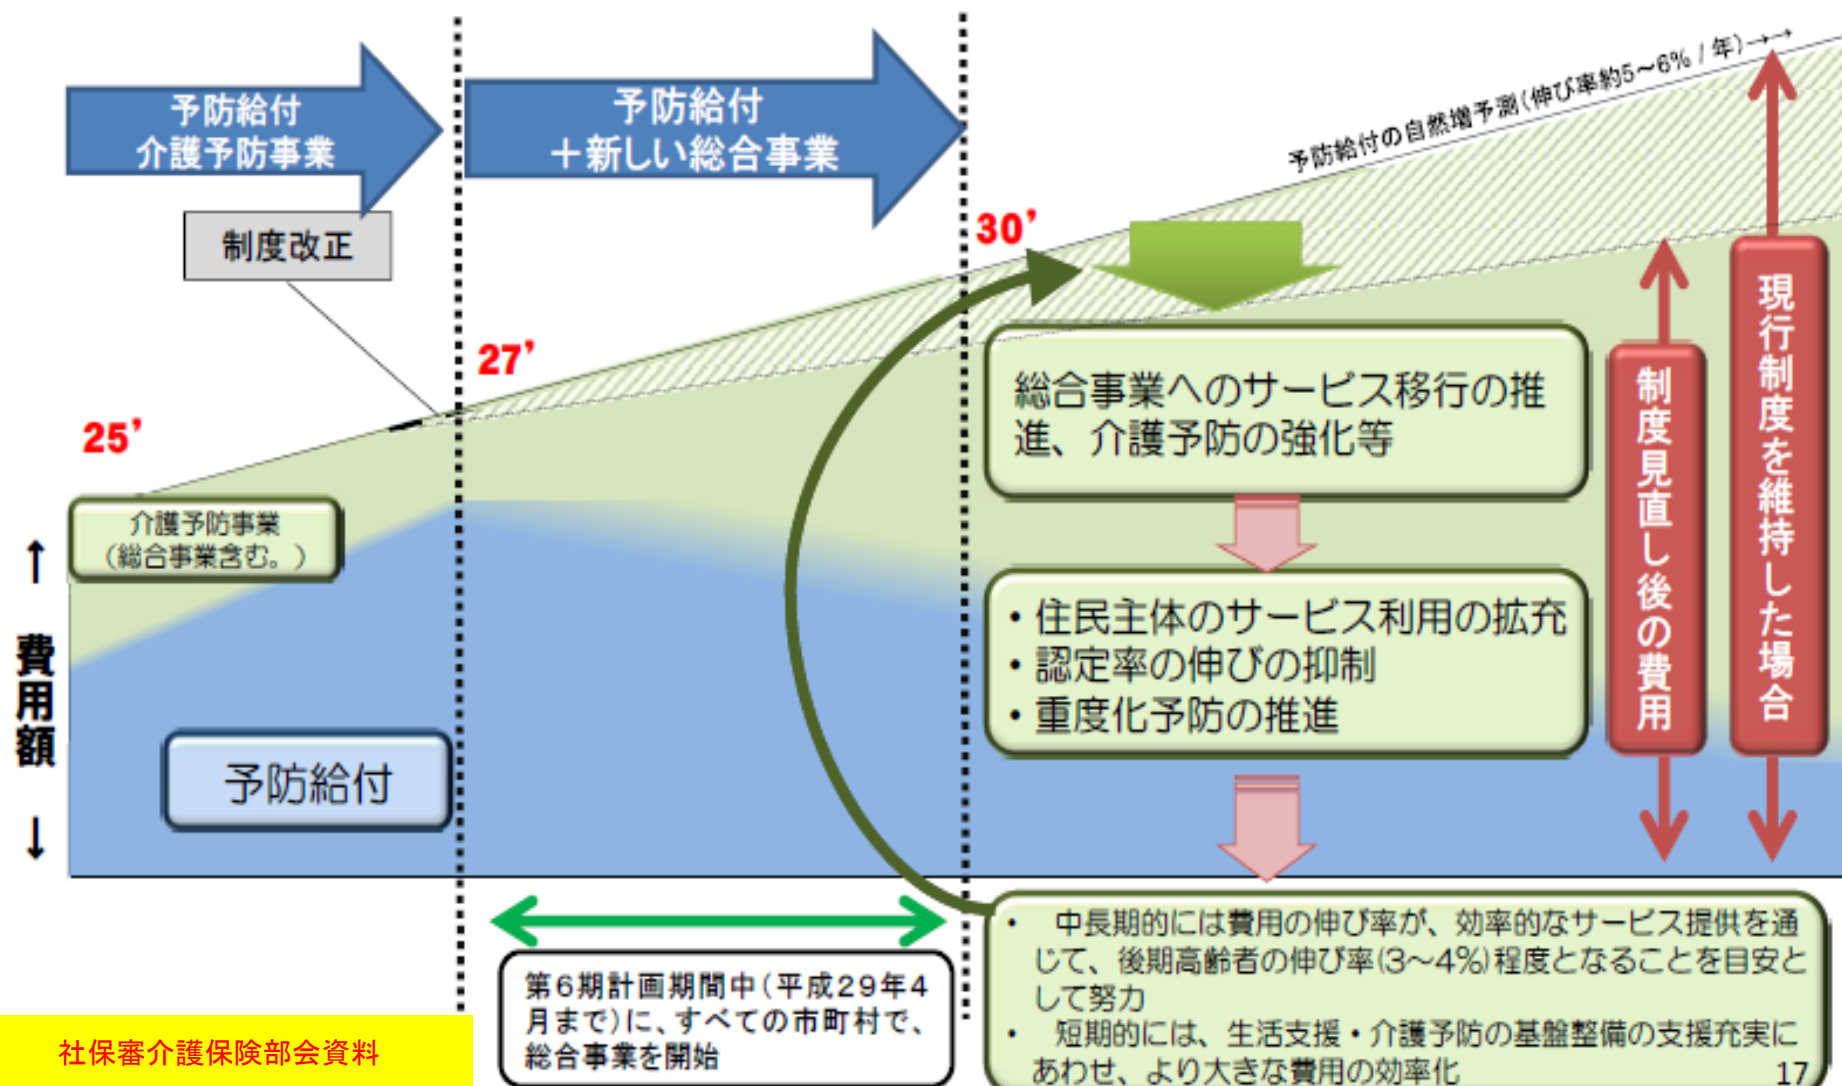 予防給付
介護予防事業
予防給付
＋新しい総合事業
予防給付の自然増予測（伸び率約5～6％ / 年）→→
制度改正
25’
27’
30’
介護予防事業
（総合事業含む。）
予防給付
↑
費用額
↓
総合事業へのサービス移行の推
進、介護予防の強化等
・住民主体のサービス利用の拡充
・認定率の伸びの抑制
・重度化予防の推進
制度見直し後の費用
現行制度を維持した場合
第6期計画期間中（平成29年4
月まで）に、すべての市町村で、
総合事業を開始
・　中長期的には費用の伸び率が、効率的なサービス提供を通
じて、後期高齢者の伸び率(3～4%)程度となることを目安と
して努力
・　短期的には、生活支援・介護予防の基盤整備の支援充実に
あわせ、より大きな費用の効率化
17
社保審介護保険部会資料